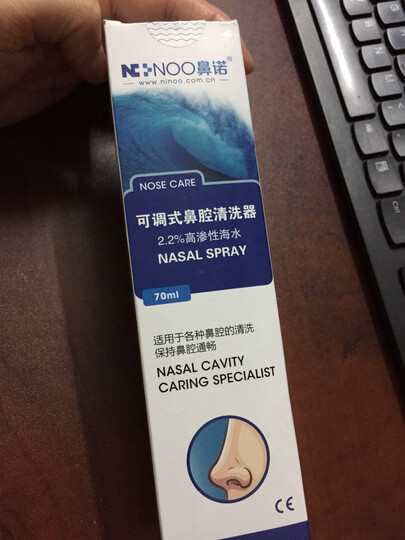 NINOO鼻诺®
www.ninoo.com.cn
NOSE CARE
可调式鼻腔清洗器
2.2%高渗性海水
NASAL SPRAY
70ml
适用于各种鼻腔的清洗
保持鼻腔通畅
NASAL CAVITY
CARING SPECIALIST
CE